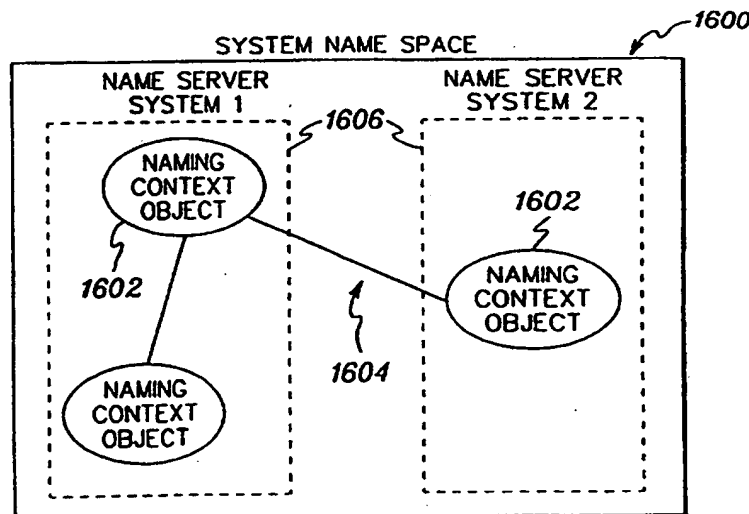 1600
SYSTEM NAME SPACE
NAME SERVER
SYSTEM 1
NAME SERVER
SYSTEM 2
1606
NAMING
CONTEXT
OBJECT
1602
1602
NAMING
CONTEXT
OBJECT
1604
NAMING
CONTEXT
OBJECT